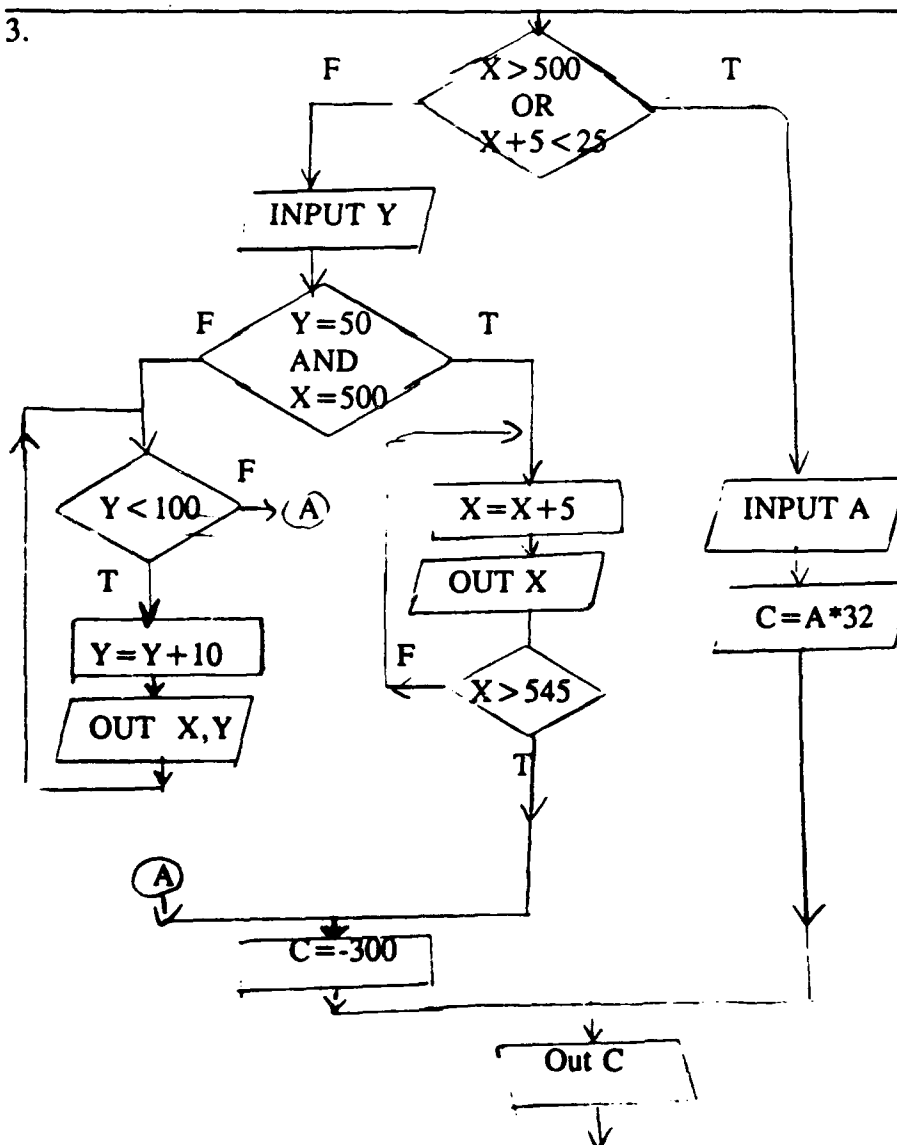 3.
F
X>500
T
OR
X+5<25
INPUT Y
F
Y=50
T
AND
X=500
F
Y<100
A
X=X+5
INPUT A
T
OUT X
C=A*32
Y=Y+10
F
X>545
OUT X,Y
T
A
C=-300
Out C